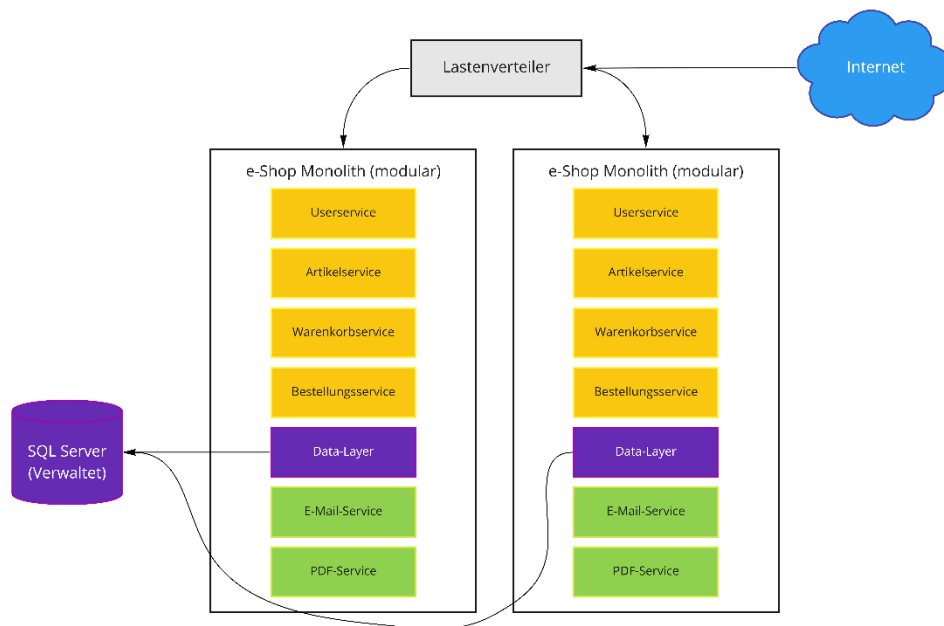 Lastenverteiler
Internet
e-Shop Monolith (modular)
Userservice
Artikelservice
Warenkorbservice
Bestellungsservice
Data-Layer
E-Mail-Service
PDF-Service
e-Shop Monolith (modular)
Userservice
Artikelservice
Warenkorbservice
Bestellungsservice
Data-Layer
E-Mail-Service
PDF-Service
SQL Server
(Verwaltet)